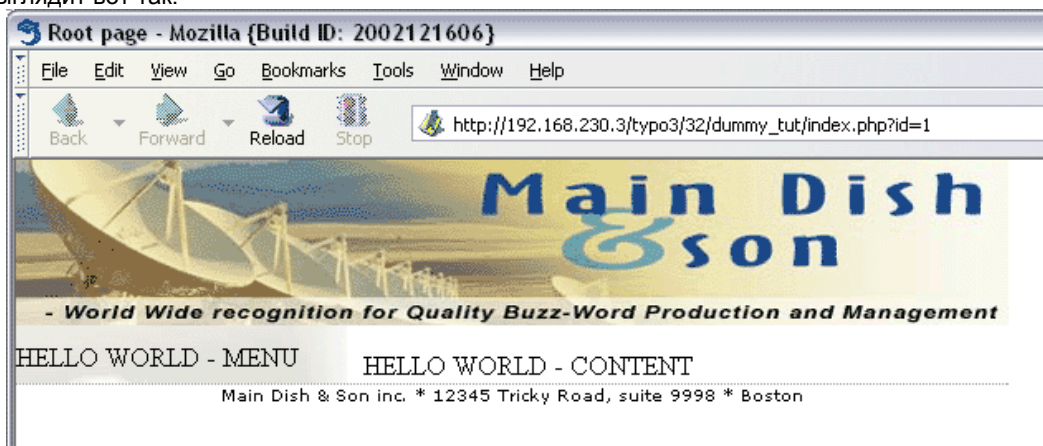 выглядит вот так:
Root page - Mozilla {Build ID: 2002121606}
File Edit View Go Bookmarks Tools Window Help
Back Forward Reload Stop http://192.168.230.3/typo3/32/dummy_tut/index.php?id=1
Main Dish
& son
- World Wide recognition for Quality Buzz-Word Production and Management
HELLO WORLD - MENU HELLO WORLD - CONTENT
Main Dish & Son inc. * 12345 Tricky Road, suite 9998 * Boston